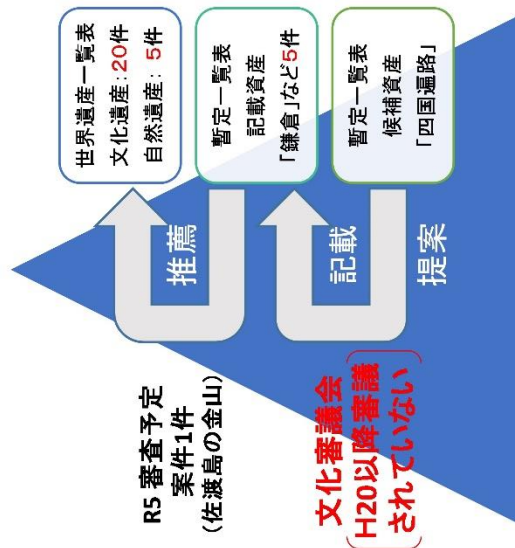 世界遺産一覧表
文化遺産：20件
自然遺産： 5件
推薦
R5 審査予定
案件1件
（佐渡島の金山）
暫定一覧表
記載資産
「鎌倉」など5件
記載
文化審議会
H20以降審議
されていない
暫定一覧表
候補資産
「四国遍路」
提案